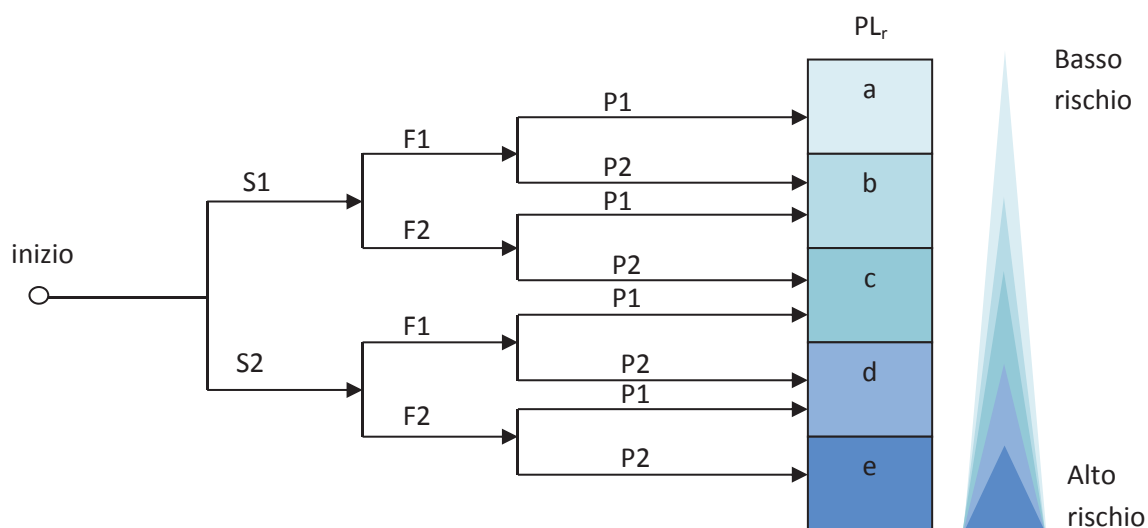 PLr
Basso
rischio
a
P1
F1
P2
b
S1
P1
F2
inizio
P2
c
P1
F1
S2
P2
d
P1
F2
P2
e
Alto
rischio